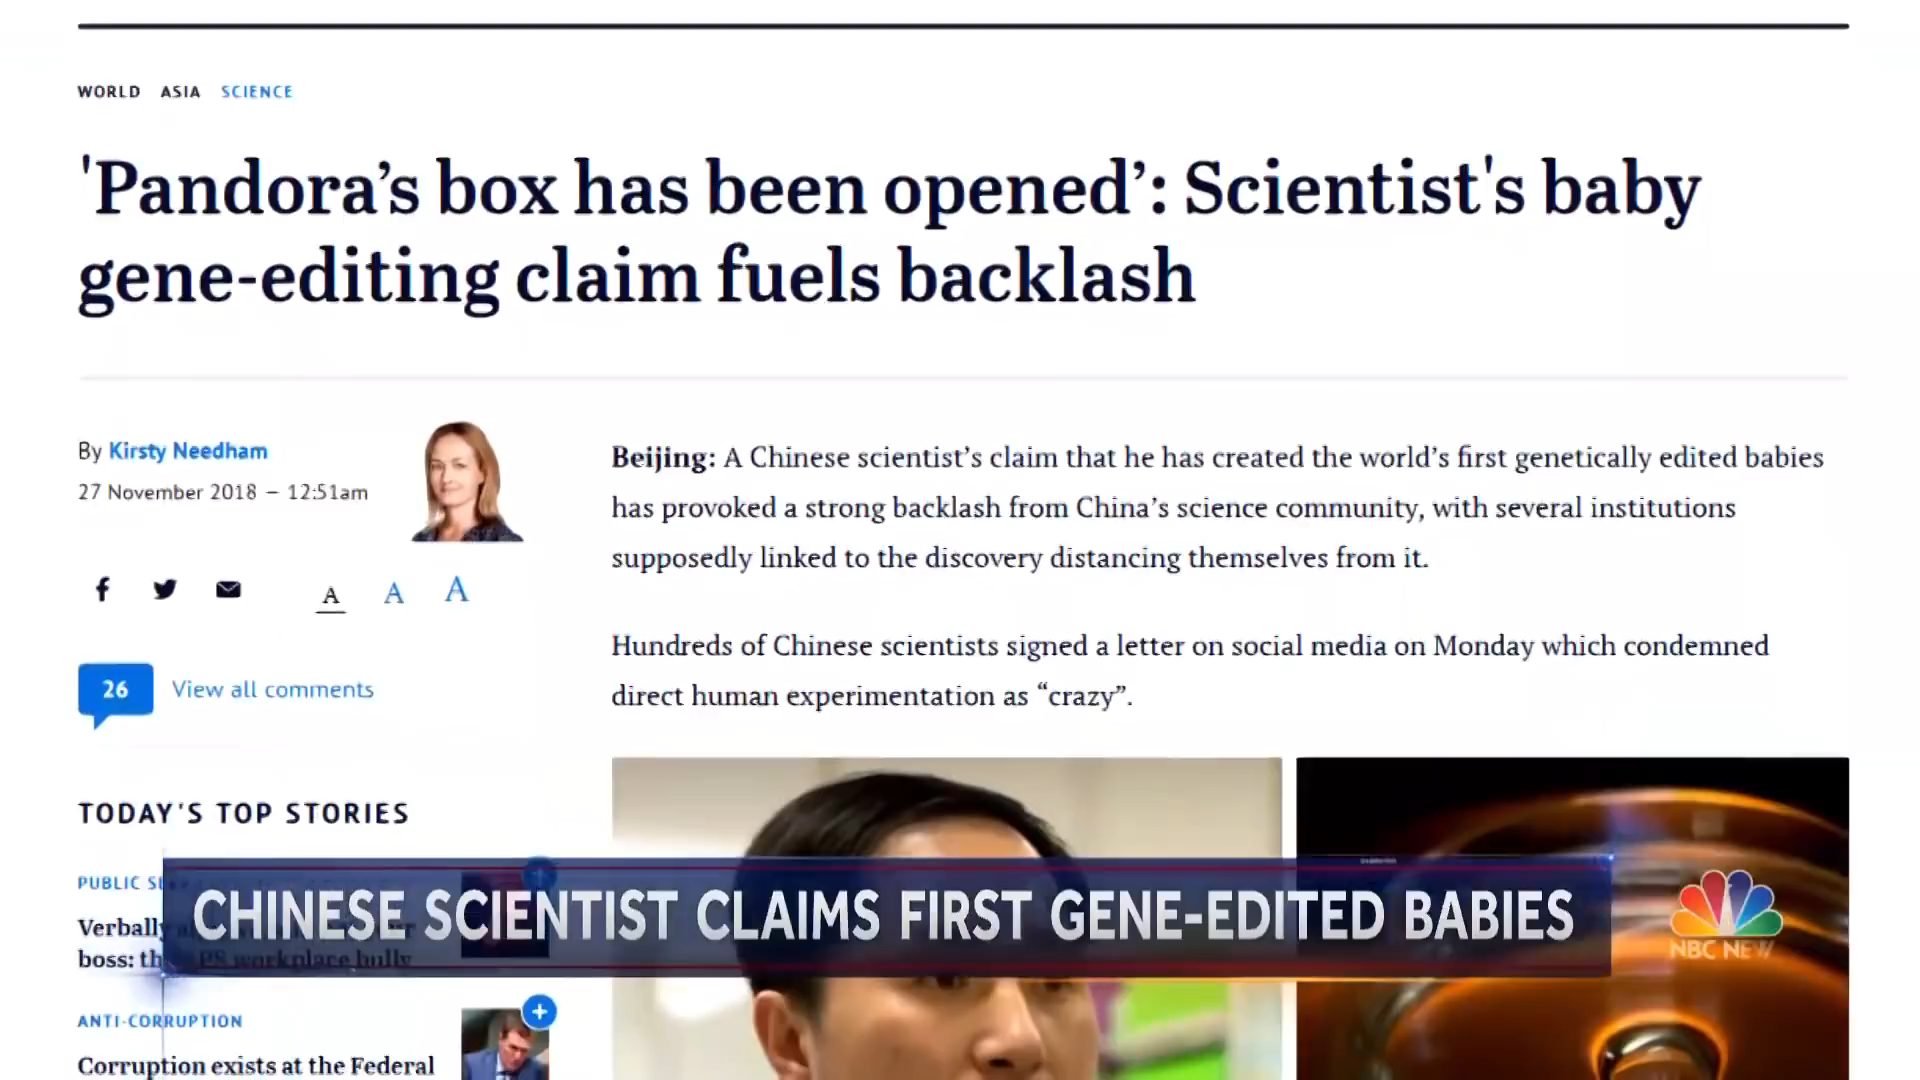 WORLD ASIA SCIENCE
'Pandora’s box has been opened’: Scientist's baby
gene-editing claim fuels backlash
By Kirsty Needham
27 November 2018 – 12:51am
A A A
26 View all comments
Beijing: A Chinese scientist’s claim that he has created the world’s first genetically edited babies
has provoked a strong backlash from China’s science community, with several institutions
supposedly linked to the discovery distancing themselves from it.
Hundreds of Chinese scientists signed a letter on social media on Monday which condemned
direct human experimentation as “crazy”.
TODAY'S TOP STORIES
PUBLIC
Verbally
boss: workplace bully
CHINESE SCIENTIST CLAIMS FIRST GENE-EDITED BABIES
NBC NEW
ANTI-CORRUPTION
Corruption exists at the Federal